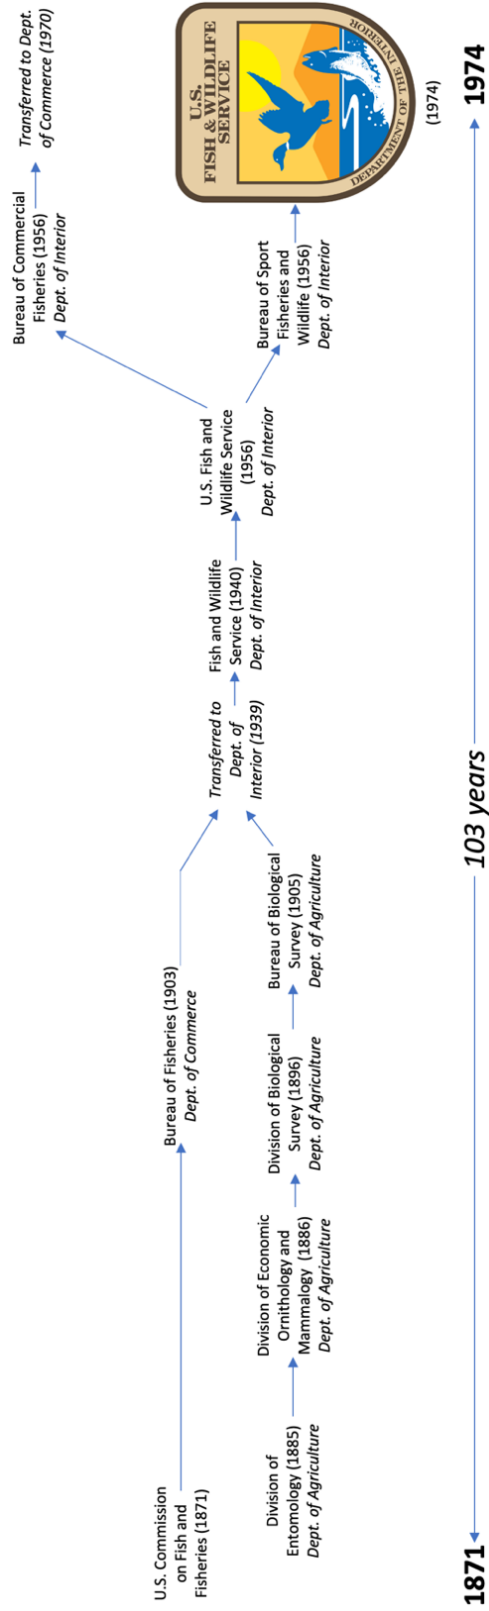 U.S. Commission
on Fish and
Fisheries (1871)
Bureau of Fisheries (1903)
Dept. of Commerce
Division of
Entomology (1885)
Dept. of Agriculture
Division of Economic
Ornithology and
Mammalogy (1886)
Dept. of Agriculture
Division of Biological
Survey (1896)
Dept. of Agriculture
Bureau of Biological
Survey (1905)
Dept. of Agriculture
Transferred to
Dept. of
Interior (1939)
Fish and Wildlife
Service (1940)
Dept. of Interior
U.S. Fish and
Wildlife Service
(1956)
Dept. of Interior
Bureau of Commercial
Fisheries (1956)
Dept. of Interior
Transferred to Dept.
of Commerce (1970)
Bureau of Sport
Fisheries and
Wildlife (1956)
Dept. of Interior
U.S.
FISH & WILDLIFE
SERVICE
DEPARTMENT OF THE INTERIOR
(1974)
1871
103 years
1974